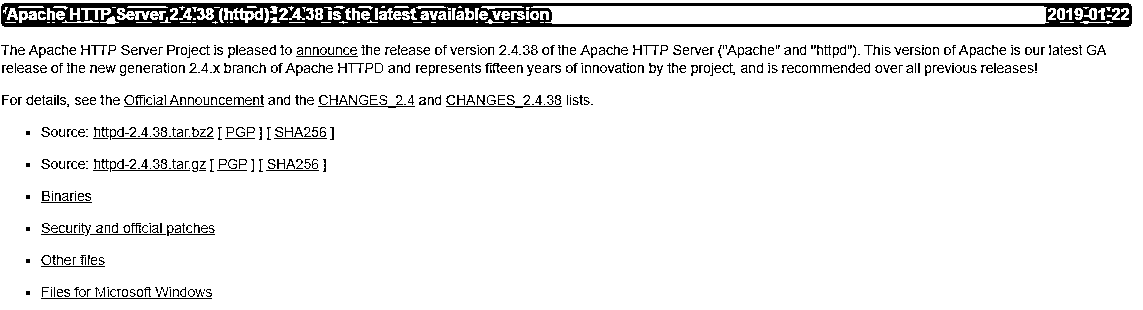 Apache HTTP Server 2.4.38 (httpd): 2.4.38 is the latest available version 2019-01-22
The Apache HTTP Server Project is pleased to announce the release of version 2.4.38 of the Apache HTTP Server ("Apache" and "httpd"). This version of Apache is our latest GA
release of the new generation 2.4.x branch of Apache HTTPD and represents fifteen years of innovation by the project, and is recommended over all previous releases!
For details, see the Official Announcement and the CHANGES_2.4 and CHANGES_2.4.38 lists.
▪ Source: httpd-2.4.38.tar.bz2 [ PGP ] [ SHA256 ]
▪ Source: httpd-2.4.38.tar.gz [ PGP ] [ SHA256 ]
▪ Binaries
▪ Security and official patches
▪ Other files
▪ Files for Microsoft Windows